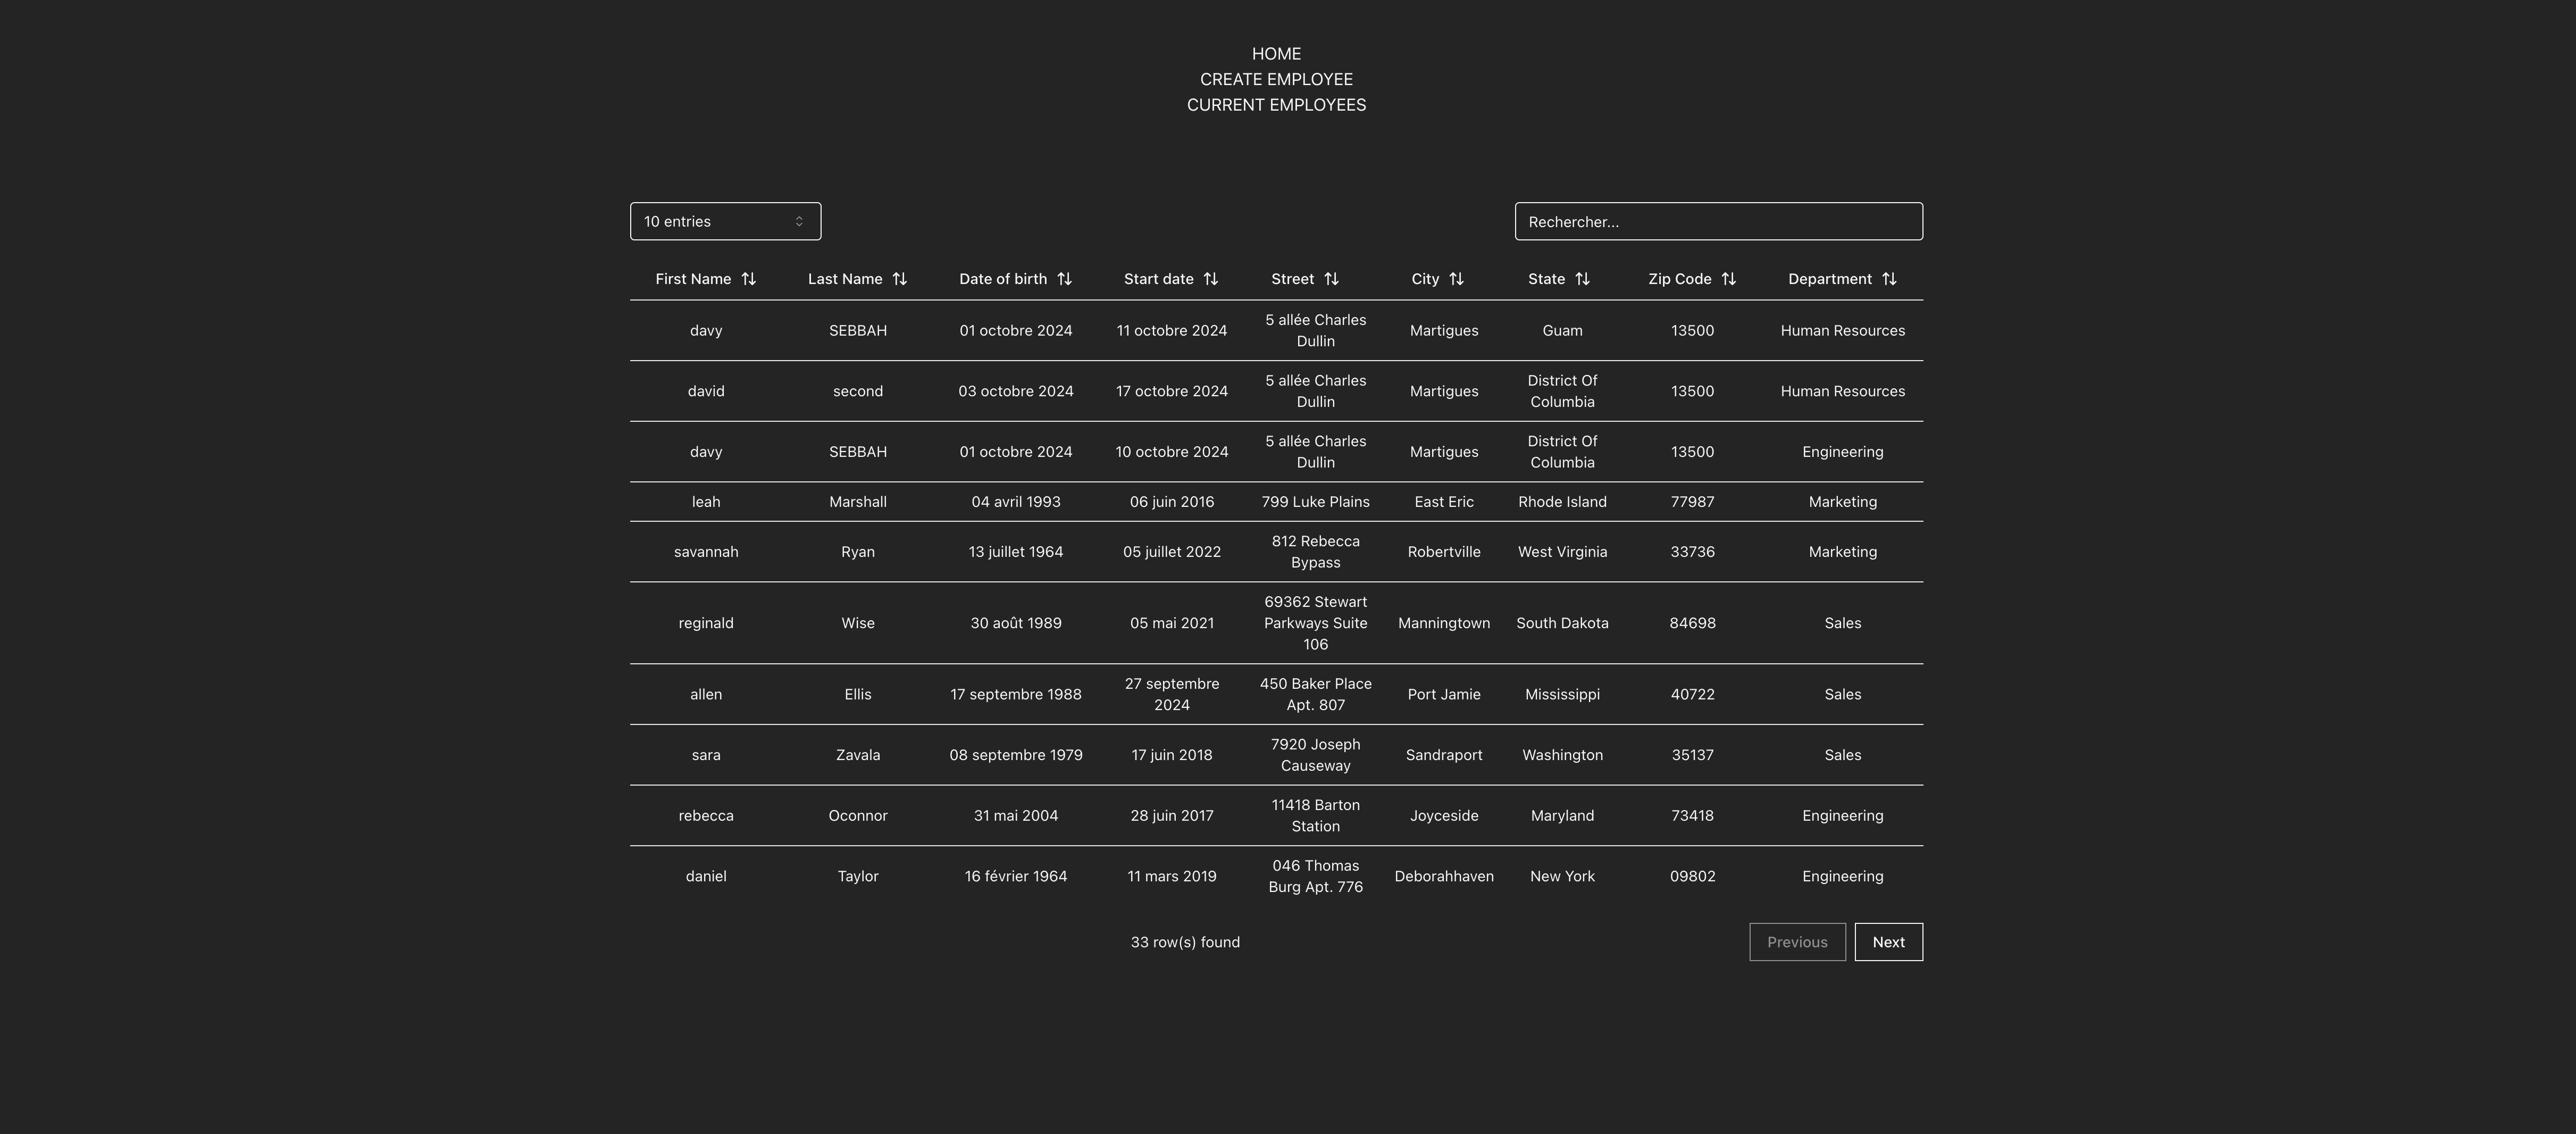 HOME
CREATE EMPLOYEE
CURRENT EMPLOYEES
10 entries
Rechercher...
First Name Last Name Date of birth Start date Street City State Zip Code Department
davy SEBBAH 01 octobre 2024 11 octobre 2024 5 allée Charles Dullin Martigues Guam 13500 Human Resources
david second 03 octobre 2024 17 octobre 2024 5 allée Charles Dullin Martigues District Of Columbia 13500 Human Resources
davy SEBBAH 01 octobre 2024 10 octobre 2024 5 allée Charles Dullin Martigues District Of Columbia 13500 Engineering
leah Marshall 04 avril 1993 06 juin 2016 799 Luke Plains East Eric Rhode Island 77987 Marketing
savannah Ryan 13 juillet 1964 05 juillet 2022 812 Rebecca Bypass Robertville West Virginia 33736 Marketing
reginald Wise 30 août 1989 05 mai 2021 69362 Stewart Parkways Suite 106 Manningtown South Dakota 84698 Sales
allen Ellis 17 septembre 1988 27 septembre 2024 450 Baker Place Apt. 807 Port Jamie Mississippi 40722 Sales
sara Zavala 08 septembre 1979 17 juin 2018 7920 Joseph Causeway Sandraport Washington 35137 Sales
rebecca Oconnor 31 mai 2004 28 juin 2017 11418 Barton Station Joyceside Maryland 73418 Engineering
daniel Taylor 16 février 1964 11 mars 2019 046 Thomas Burg Apt. 776 Deborahhaven New York 09802 Engineering
33 row(s) found
Previous Next